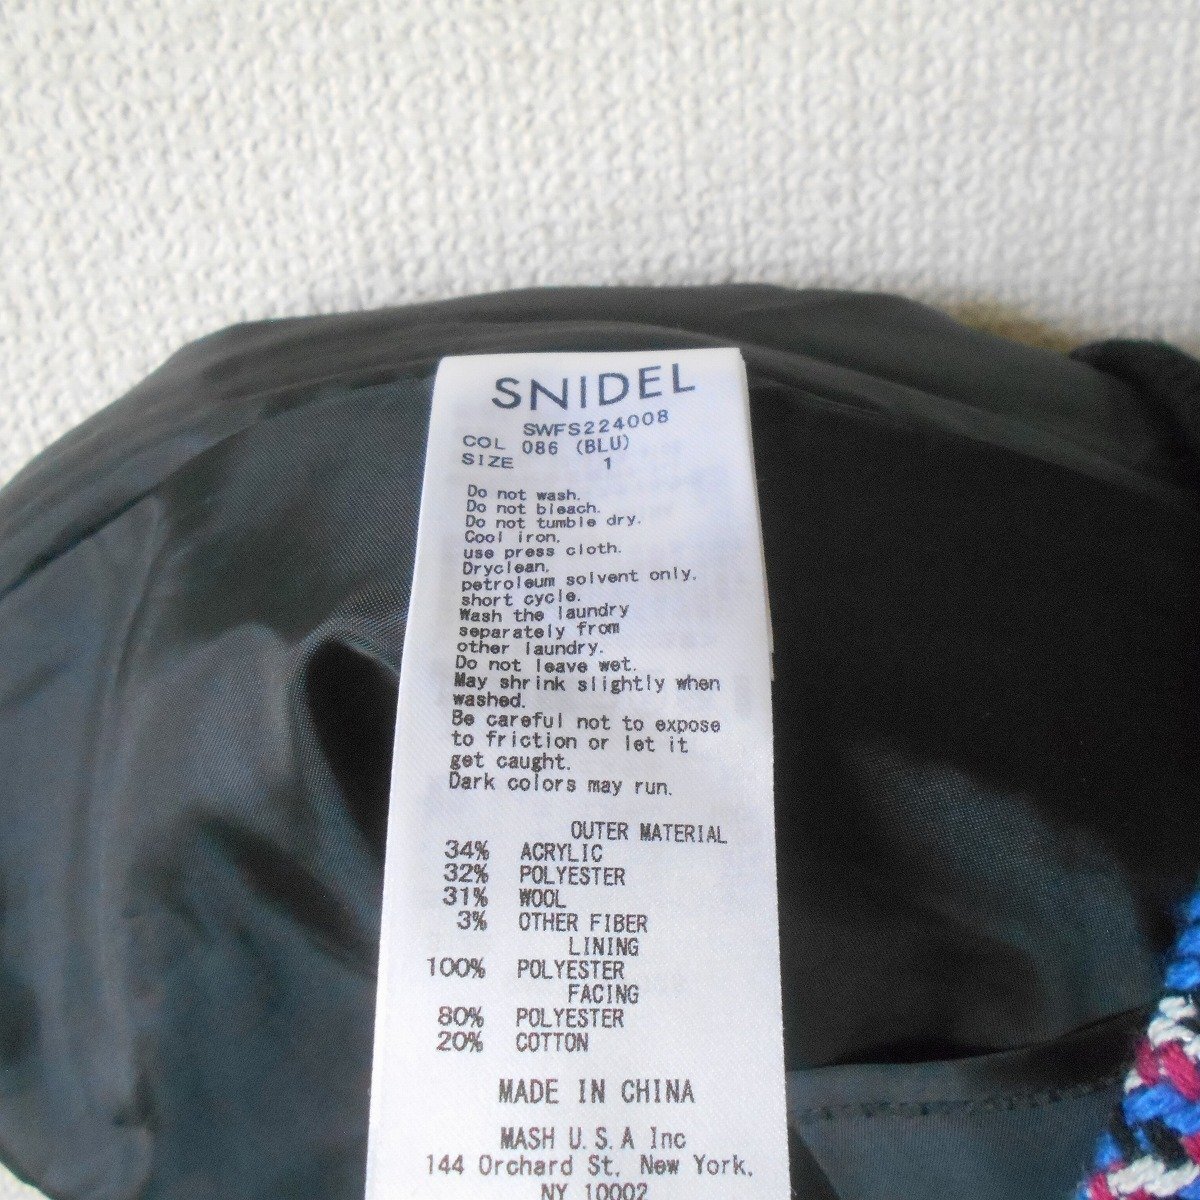 SNIDEL
SWFS224008
COL 086 (BLU)
SIZE 1
Do not wash.
Do not bleach.
Do not tumble dry.
Cool iron.
use press cloth.
Dryclean.
petroleum solvent only.
short cycle.
Wash the laundry
separately from
other laundry.
Do not leave wet.
May shrink slightly when
washed.
Be careful not to expose
to friction or let it
get caught.
Dark colors may run.
OUTER MATERIAL
34% ACRYLIC
32% POLYESTER
31% WOOL
3% OTHER FIBER
LINING
100% POLYESTER
FACING
80% POLYESTER
20% COTTON
MADE IN CHINA
MASH U.S.A Inc
144 Orchard St. New York.
NY 10002